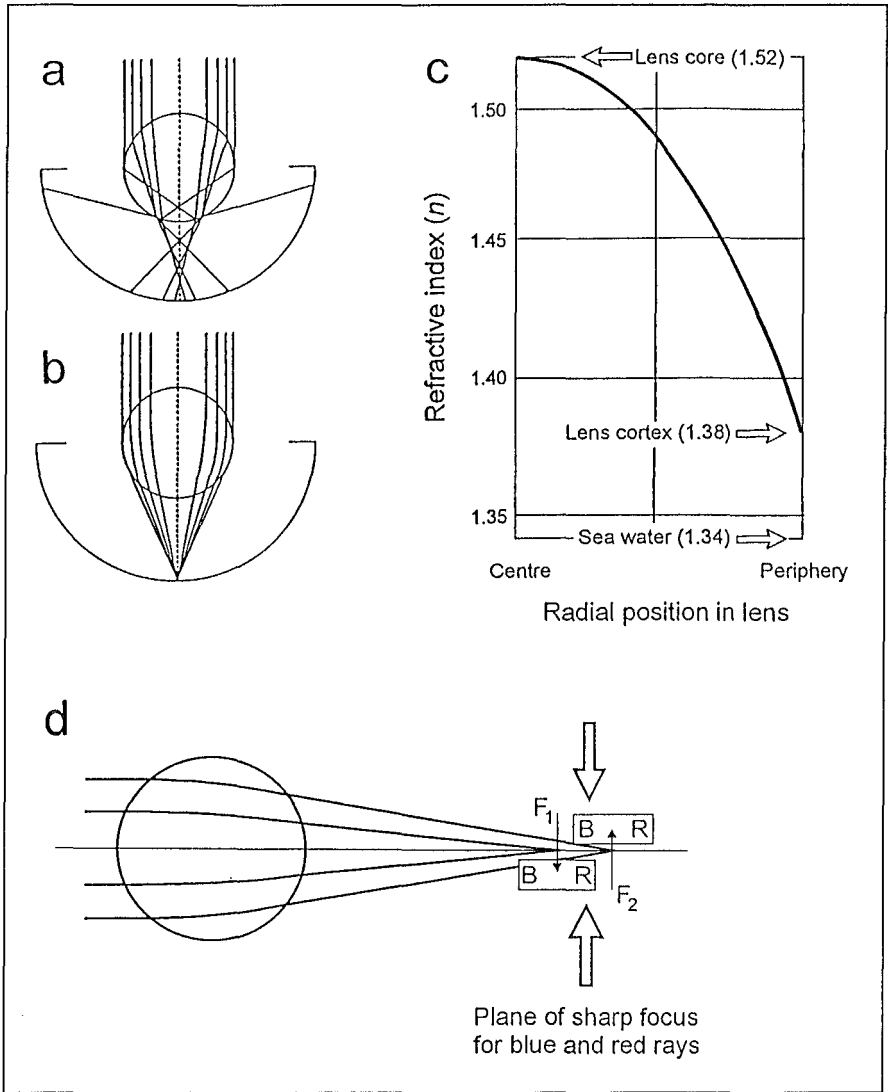 a
b
c
Lens core (1.52)
1.50
1.45
1.40
1.35
Refractive index (n)
Lens cortex (1.38)
Sea water (1.34)
Centre
Periphery
Radial position in lens
d
F1
B R
B R
F2
Plane of sharp focus
for blue and red rays